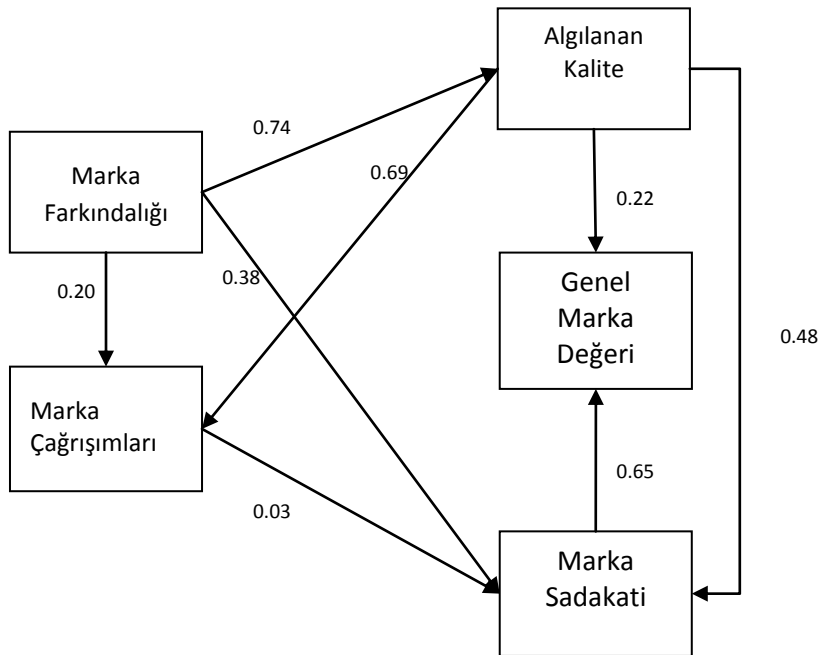 Algılanan
Kalite
0.74
Marka
Farkındalığı
0.69
0.22
0.20
0.38
Genel
Marka
Değeri
0.48
Marka
Çağrışımları
0.65
0.03
Marka
Sadakati